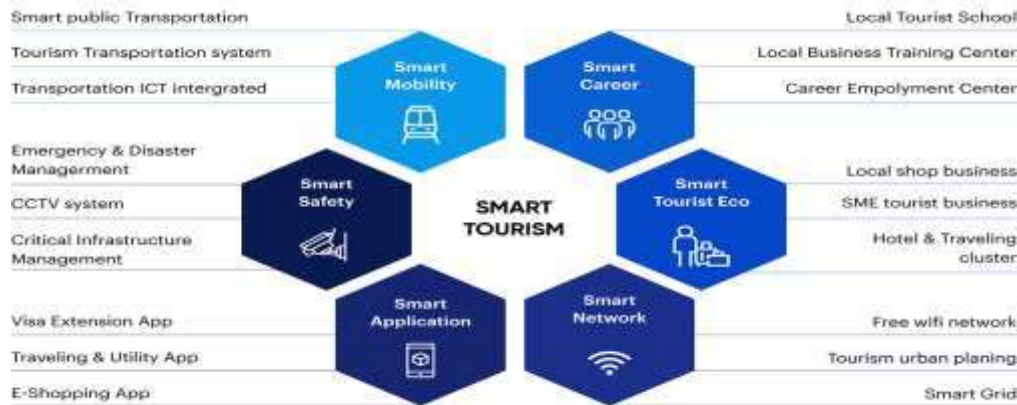 Smart public Transportation
Tourism Transportation system
Transportation ICT intergrated
Smart
Mobility
Smart
Career
Local Tourist School
Local Business Training Center
Career Empolyment Center
Emergency & Disaster
Managerment
CCTV system
Critical Infrastructure
Management
Smart
Safety
SMART
TOURISM
Smart
Tourist Eco
Local shop business
SME tourist business
Hotel & Traveling
cluster
Visa Extension App
Traveling & Utility App
E-Shopping App
Smart
Application
Smart
Network
Free wifi network
Tourism urban planing
Smart Grid